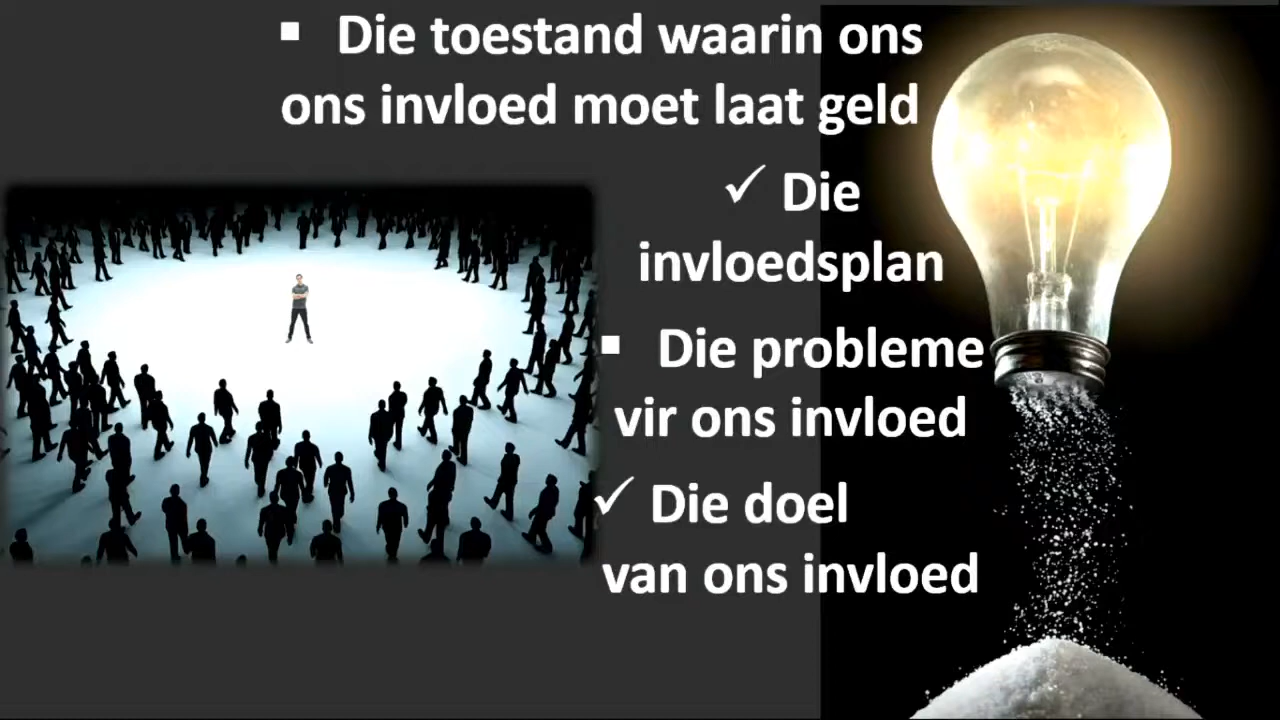 ▪ Die toestand waarin ons
ons invloed moet laat geld
✓ Die
invloedsplan
▪ Die probleme
vir ons invloed
✓ Die doel
van ons invloed